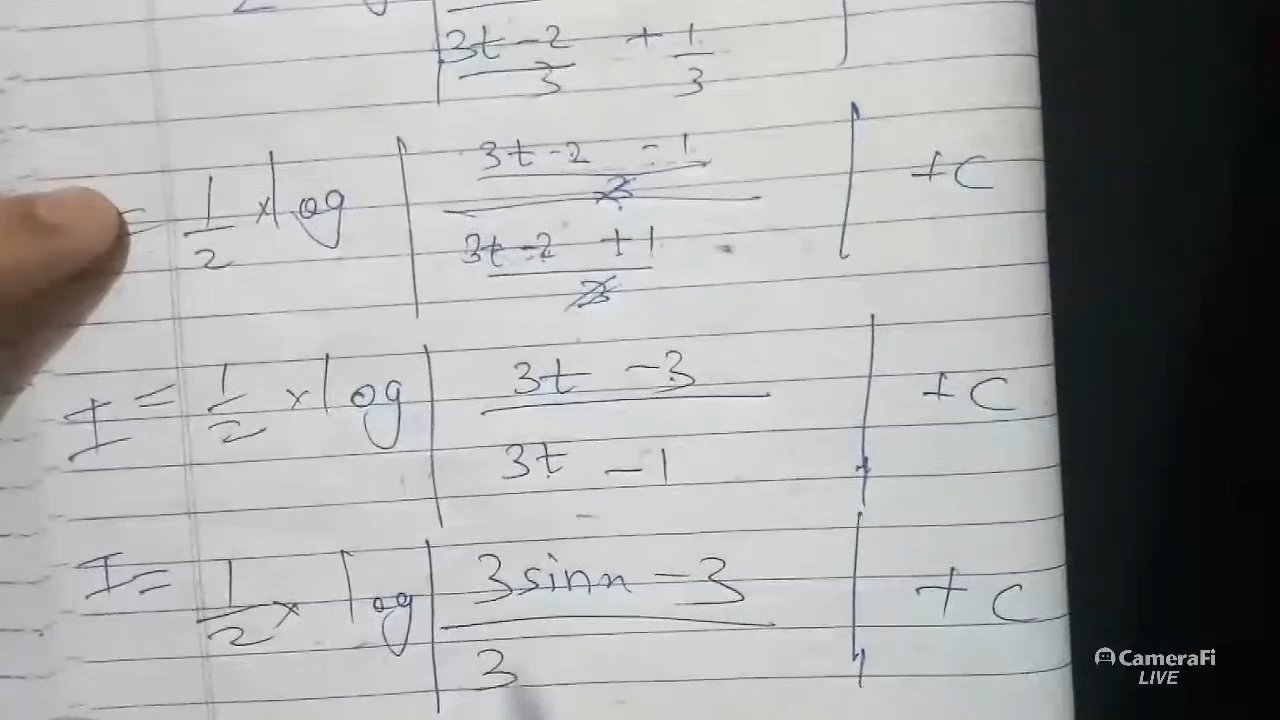 3t-2/3 + 1/3
= 1/2 × log | (3t-2-1)/3 / (3t-2+1)/3 | + C
I = 1/2 × log | 3t-3 / 3t-1 | + C
I = 1/2 × log | 3sinx-3 / 3 | + C
CameraFi
LIVE